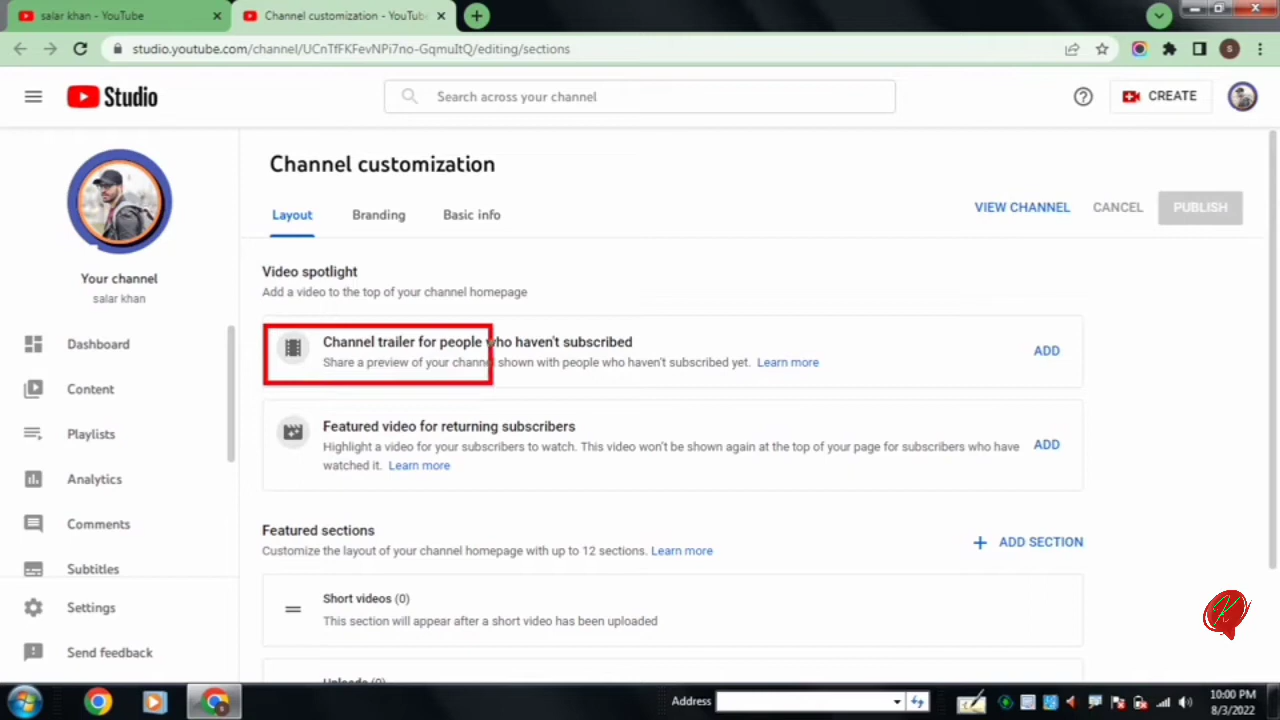 salar khan - YouTube
Channel customization - YouTube
studio.youtube.com/channel/UCnTfFKFevNPi7no-GqmuItQ/editing/sections
S
Studio
Search across your channel
CREATE
Channel customization
Layout
Branding
Basic info
VIEW CHANNEL
CANCEL
PUBLISH
Your channel
salar khan
Dashboard
Content
Playlists
Analytics
Comments
Subtitles
Settings
Send feedback
Video spotlight
Add a video to the top of your channel homepage
Channel trailer for people who haven't subscribed
Share a preview of your channel shown with people who haven't subscribed yet. Learn more
ADD
Featured video for returning subscribers
Highlight a video for your subscribers to watch. This video won't be shown again at the top of your page for subscribers who have
watched it. Learn more
ADD
Featured sections
Customize the layout of your channel homepage with up to 12 sections. Learn more
ADD SECTION
Short videos (0)
This section will appear after a short video has been uploaded
Uploads (0)
K
Address
10:00 PM
8/3/2022